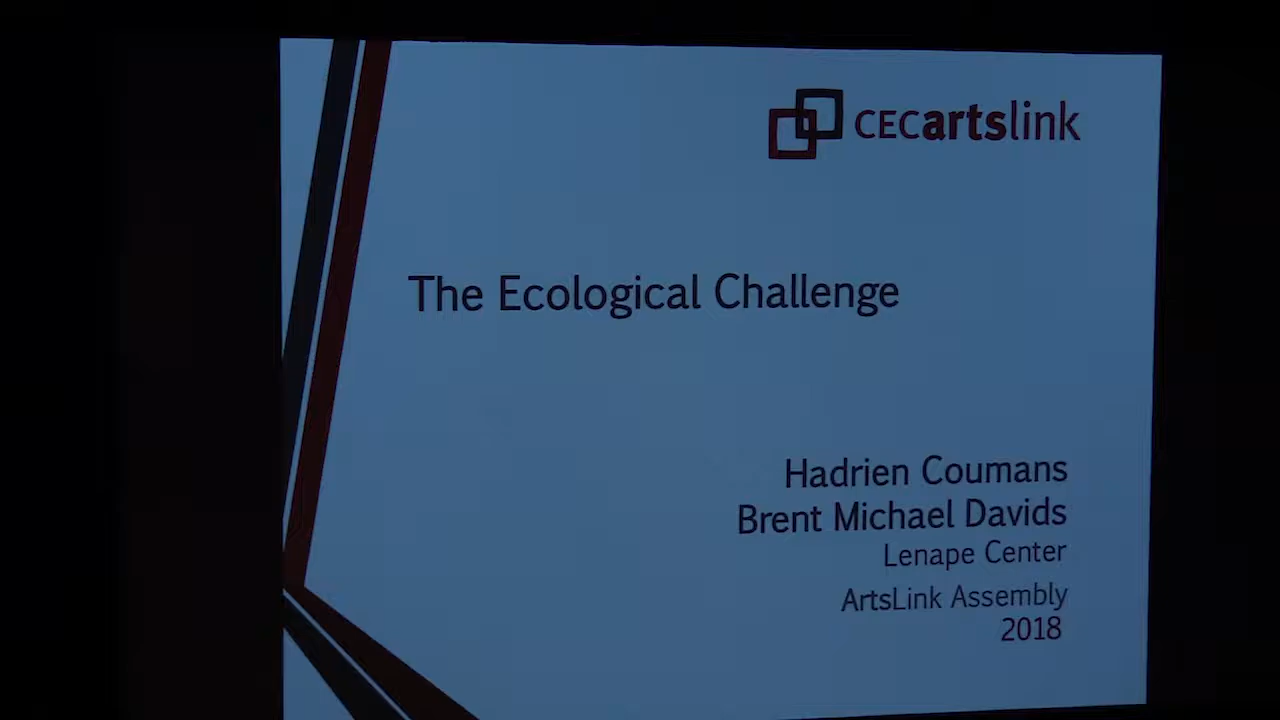 CECartslink
The Ecological Challenge
Hadrien Coumans
Brent Michael Davids
Lenape Center
ArtsLink Assembly
2018